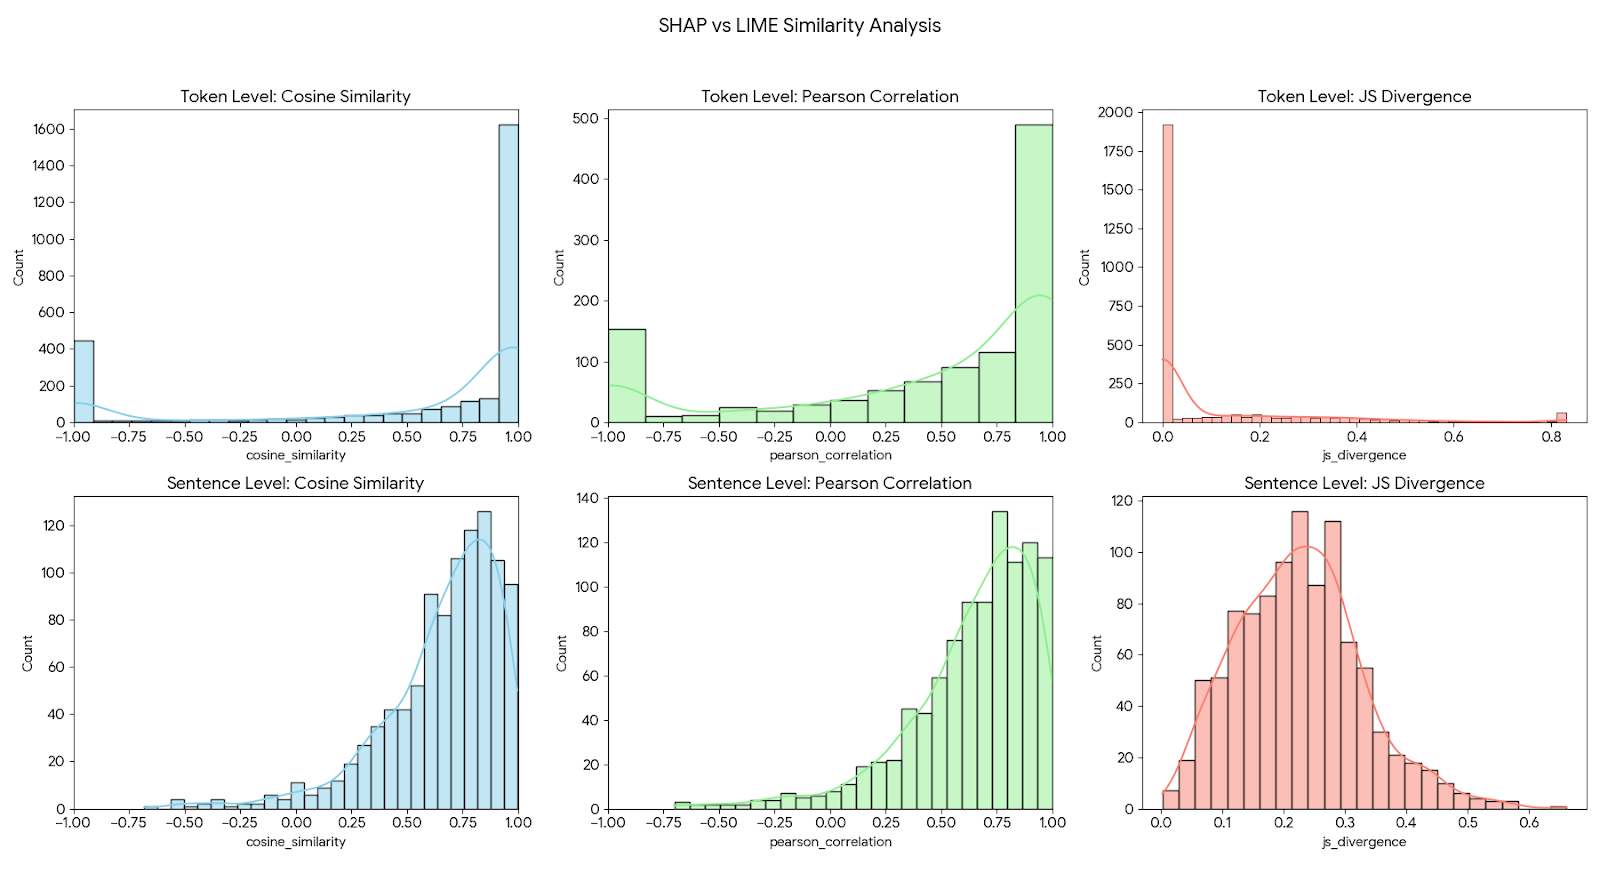 SHAP vs LIME Similarity Analysis
Token Level: Cosine Similarity
Count
1600
1400
1200
1000
800
600
400
200
0
−1.00 −0.75 −0.50 −0.25 0.00 0.25 0.50 0.75 1.00
cosine_similarity
Token Level: Pearson Correlation
Count
500
400
300
200
100
0
−1.00 −0.75 −0.50 −0.25 0.00 0.25 0.50 0.75 1.00
pearson_correlation
Token Level: JS Divergence
Count
2000
1750
1500
1250
1000
750
500
250
0
0.0 0.2 0.4 0.6 0.8
js_divergence
Sentence Level: Cosine Similarity
Count
120
100
80
60
40
20
0
−1.00 −0.75 −0.50 −0.25 0.00 0.25 0.50 0.75 1.00
cosine_similarity
Sentence Level: Pearson Correlation
Count
140
120
100
80
60
40
20
0
−1.00 −0.75 −0.50 −0.25 0.00 0.25 0.50 0.75 1.00
pearson_correlation
Sentence Level: JS Divergence
Count
120
100
80
60
40
20
0
0.0 0.1 0.2 0.3 0.4 0.5 0.6
js_divergence